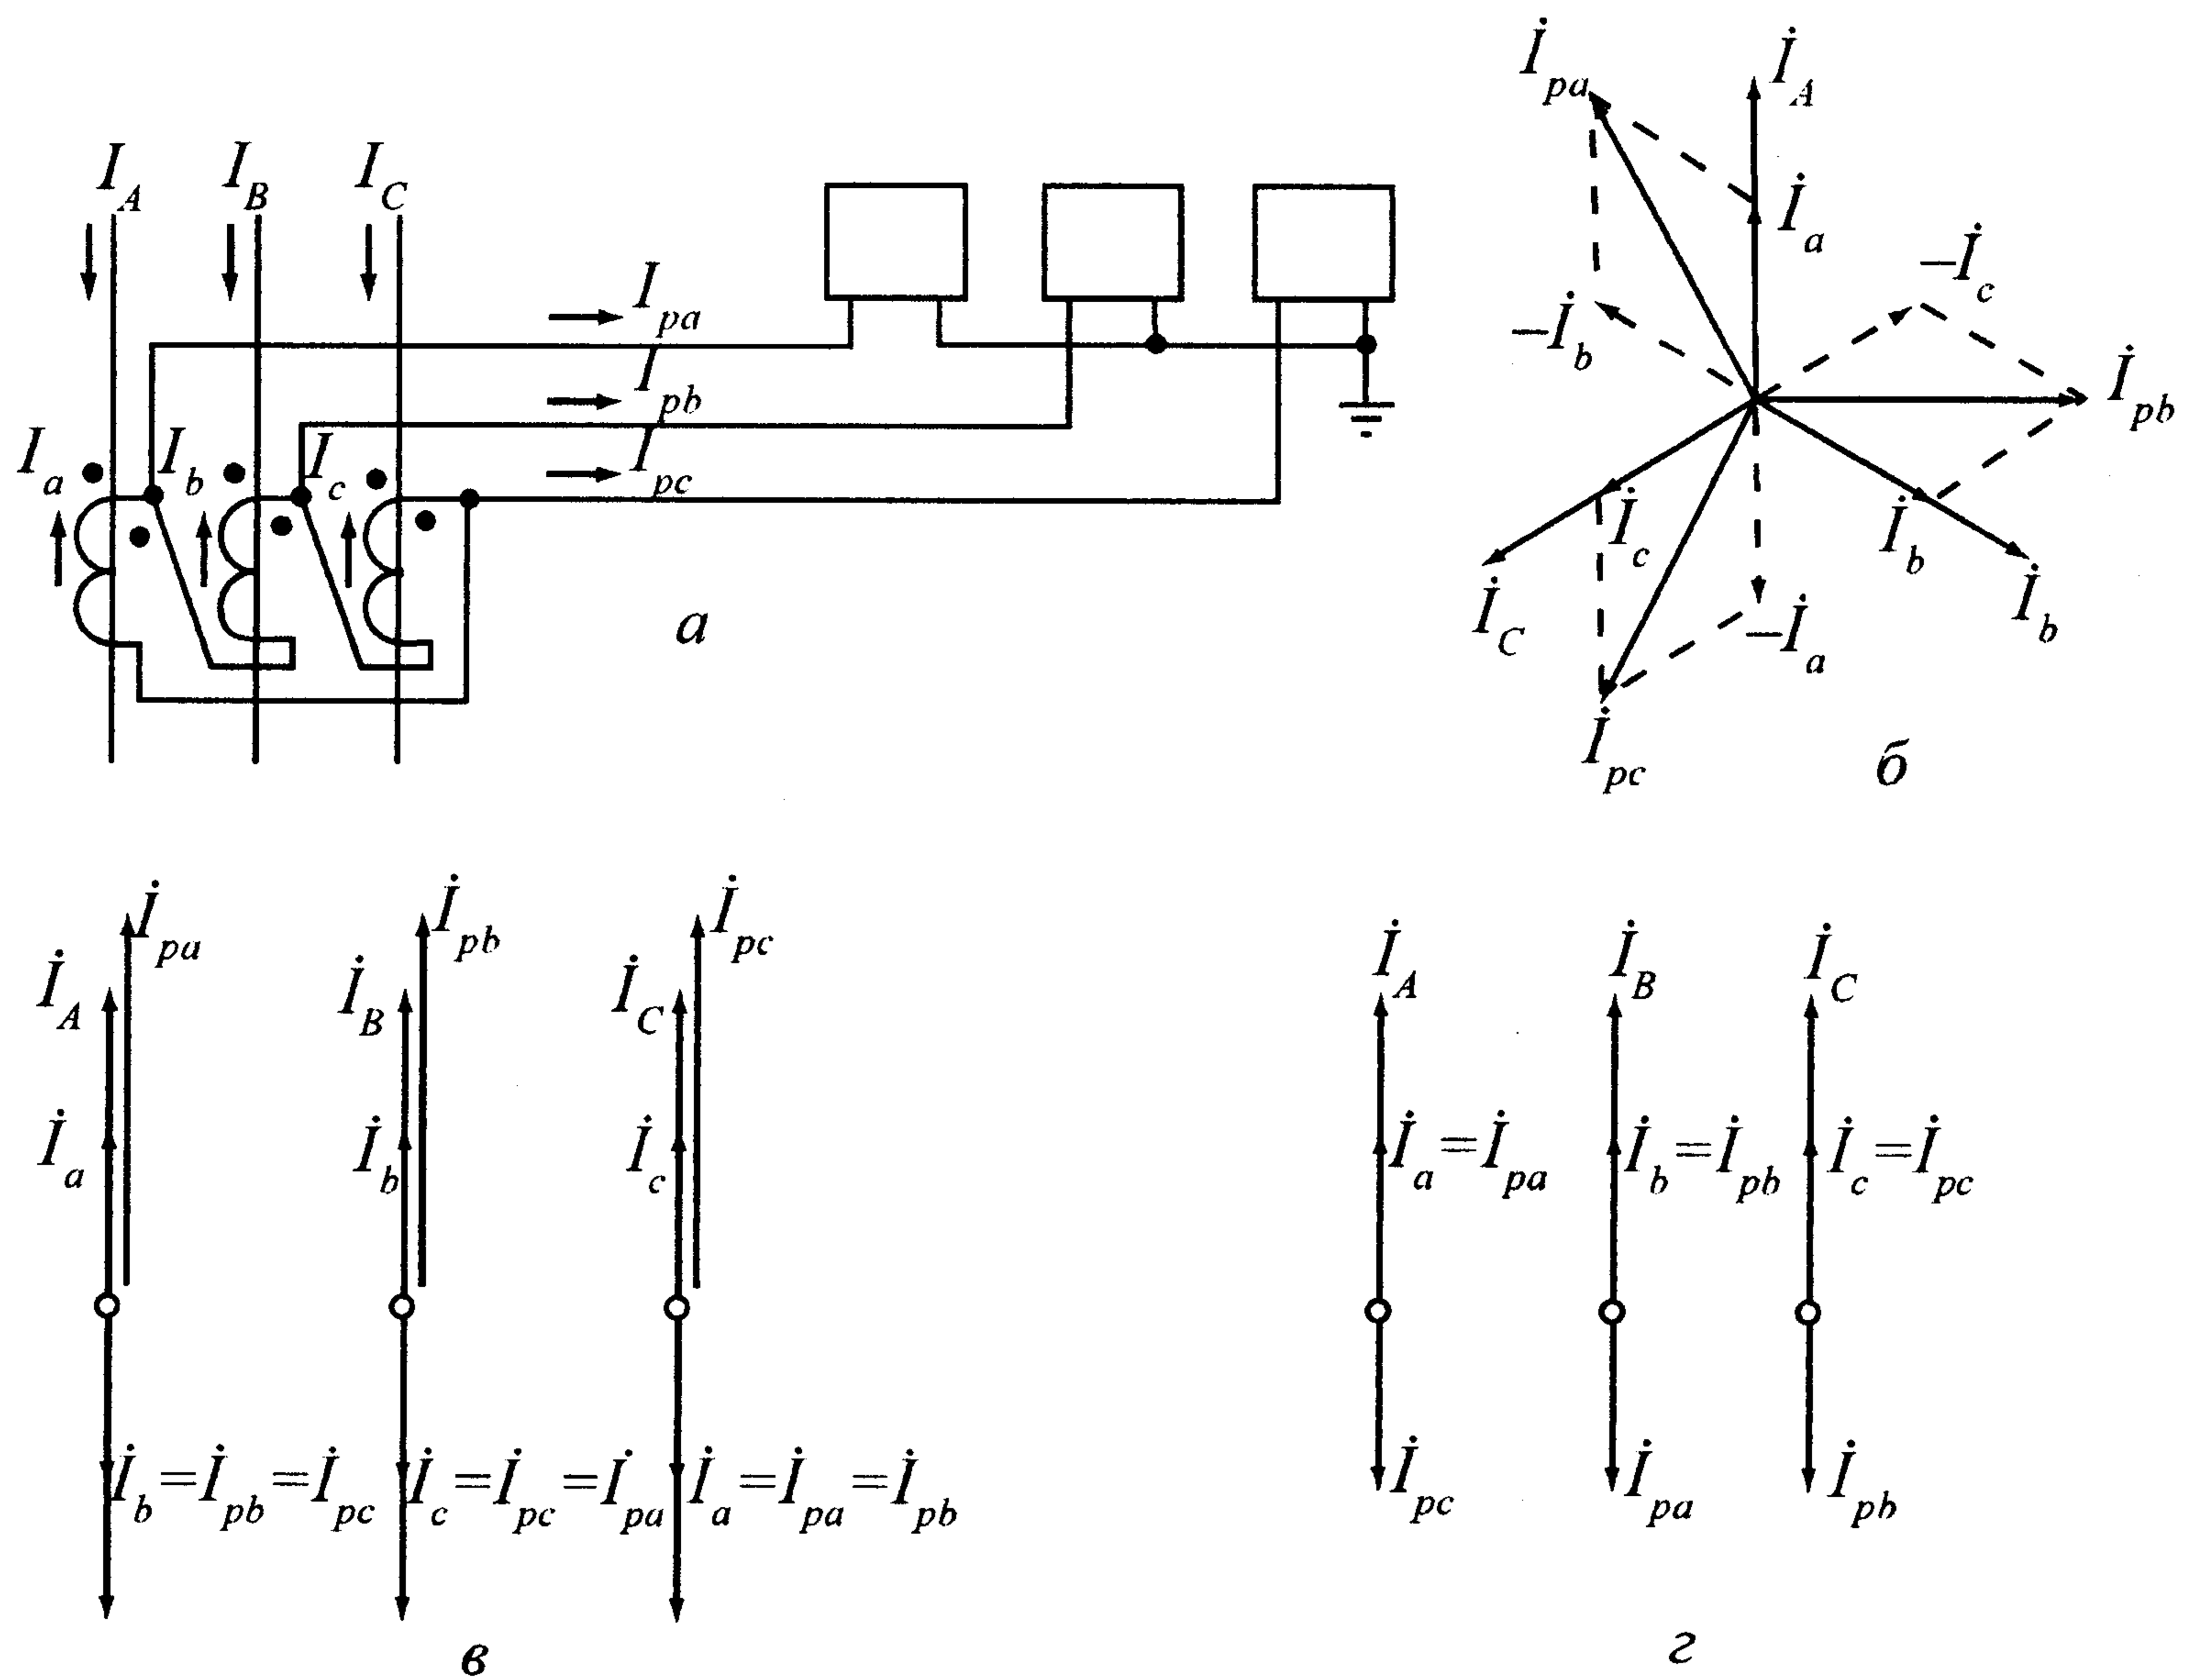 I_A I_B I_C
I_pa
I_pb
I_pc
I_a I_b I_c
а
İ_pa İ_A
İ_a
–İ_c
–İ_b
İ_pb
İ_c İ_b
İ_C İ_b
–İ_a
İ_pc
б
İ_pa İ_pb İ_pc
İ_A İ_B İ_C
İ_a İ_b İ_c
İ_b=İ_pb=İ_pc İ_c=İ_pc=İ_pa İ_a=İ_pa=İ_pb
в
İ_A İ_B İ_C
İ_a=İ_pa İ_b=İ_pb İ_c=İ_pc
İ_pc İ_pa İ_pb
г